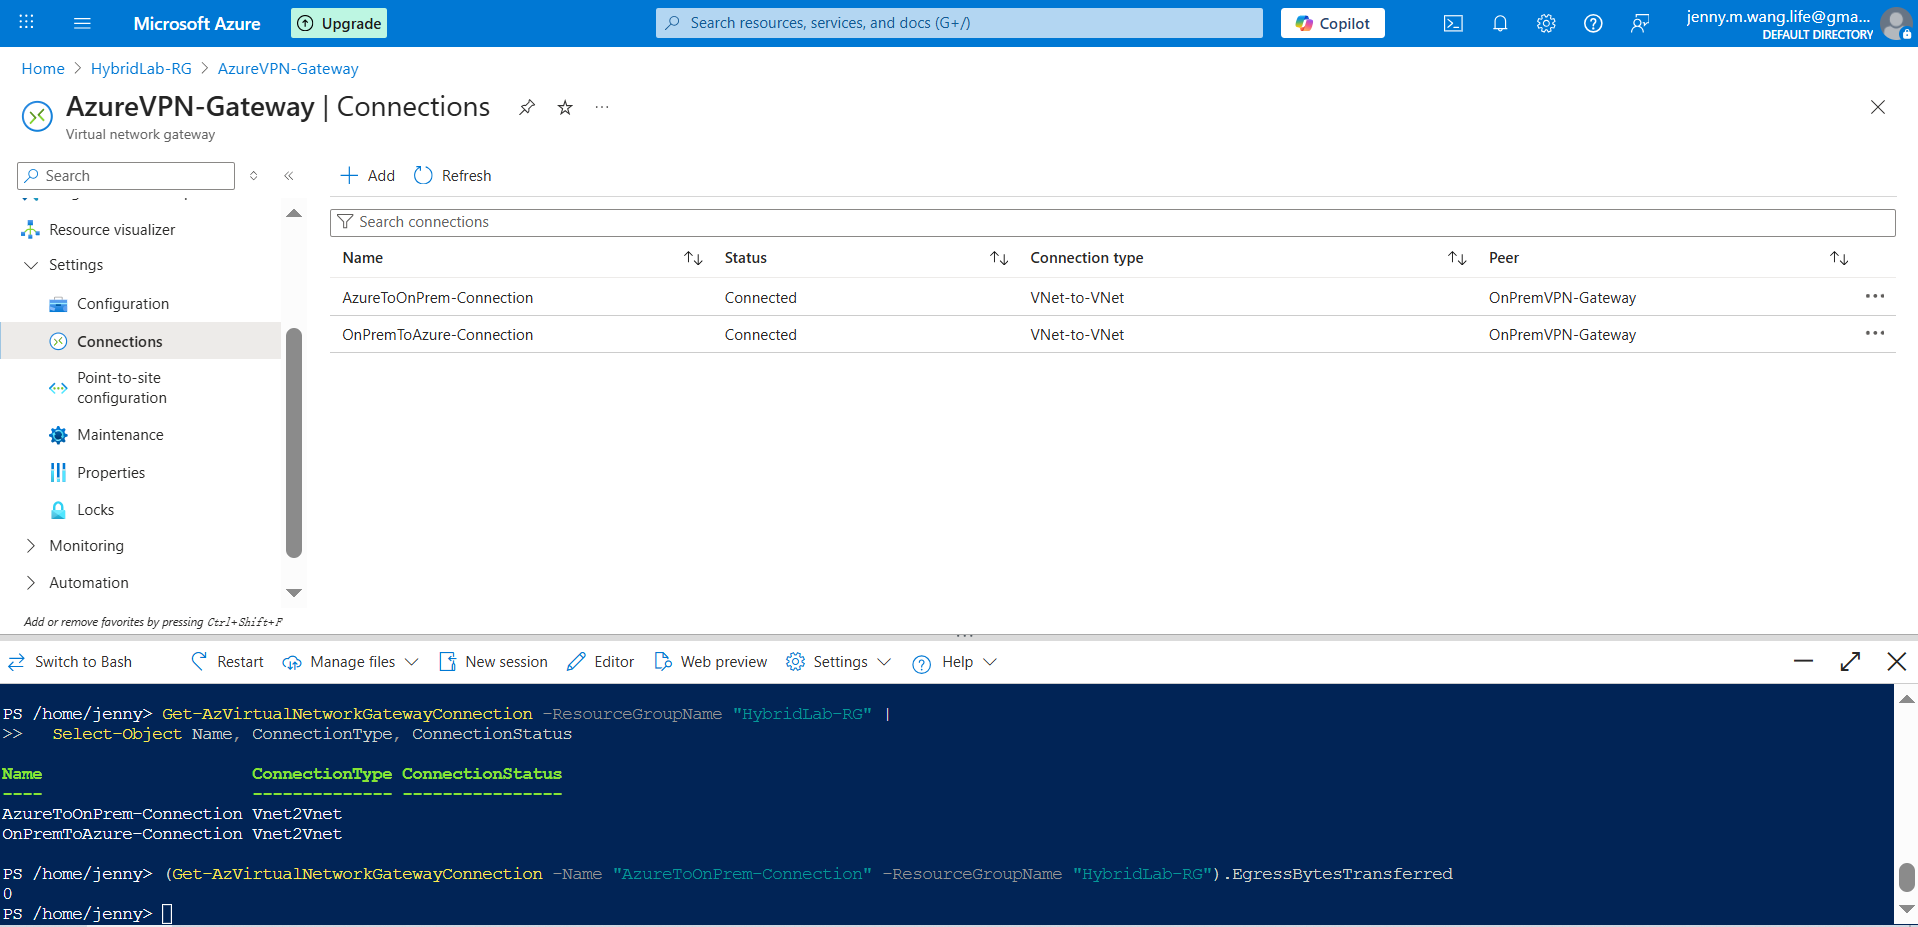 Microsoft Azure
Upgrade
Search resources, services, and docs (G+/)
Copilot
jenny.m.wang.life@gma...
DEFAULT DIRECTORY
Home > HybridLab-RG > AzureVPN-Gateway
AzureVPN-Gateway | Connections
Virtual network gateway
Search
Add
Refresh
Resource visualizer
Settings
Configuration
Connections
Point-to-site
configuration
Maintenance
Properties
Locks
Monitoring
Automation
Add or remove favorites by pressing Ctrl+Shift+F
Search connections
Name Status Connection type Peer
AzureToOnPrem-Connection Connected VNet-to-VNet OnPremVPN-Gateway
OnPremToAzure-Connection Connected VNet-to-VNet OnPremVPN-Gateway
Switch to Bash Restart Manage files New session Editor Web preview Settings Help
PS /home/jenny> Get-AzVirtualNetworkGatewayConnection -ResourceGroupName "HybridLab-RG" |
>> Select-Object Name, ConnectionType, ConnectionStatus
Name ConnectionType ConnectionStatus
---- -------------- ----------------
AzureToOnPrem-Connection Vnet2Vnet
OnPremToAzure-Connection Vnet2Vnet
PS /home/jenny> (Get-AzVirtualNetworkGatewayConnection -Name "AzureToOnPrem-Connection" -ResourceGroupName "HybridLab-RG").EgressBytesTransferred
0
PS /home/jenny>